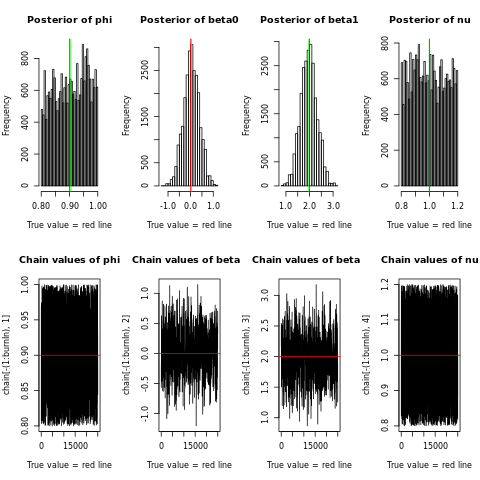 Posterior of phi
Posterior of beta0
Posterior of beta1
Posterior of nu
Frequency
0 200 400 600 800
0.80 0.90 1.00
True value = red line
Frequency
0 500 1500 2500
-1.0 0.0 1.0
True value = red line
Frequency
0 500 1500 2500
1.0 2.0 3.0
True value = red line
Frequency
0 200 400 600 800
0.8 1.0 1.2
True value = red line
Chain values of phi
Chain values of beta
Chain values of beta
Chain values of nu
chain[-(1:burnIn), 1]
0.80 0.85 0.90 0.95 1.00
0 15000
True value = red line
chain[-(1:burnIn), 2]
-1.0 -0.5 0.0 0.5 1.0
0 15000
True value = red line
chain[-(1:burnIn), 3]
1.0 1.5 2.0 2.5 3.0
0 15000
True value = red line
chain[-(1:burnIn), 4]
0.8 0.9 1.0 1.1 1.2
0 15000
True value = red line